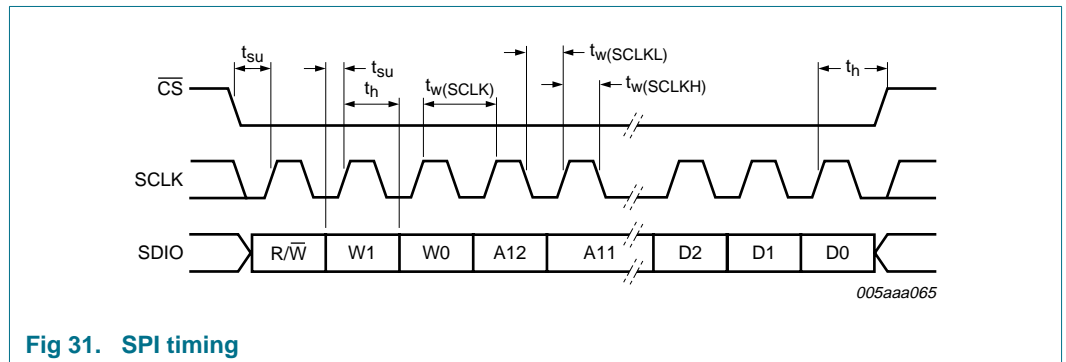 tsu
tsu
th
tw(SCLK)
tw(SCLKL)
tw(SCLKH)
th
CS
SCLK
SDIO
R/W
W1
W0
A12
A11
D2
D1
D0
005aaa065
Fig 31. SPI timing